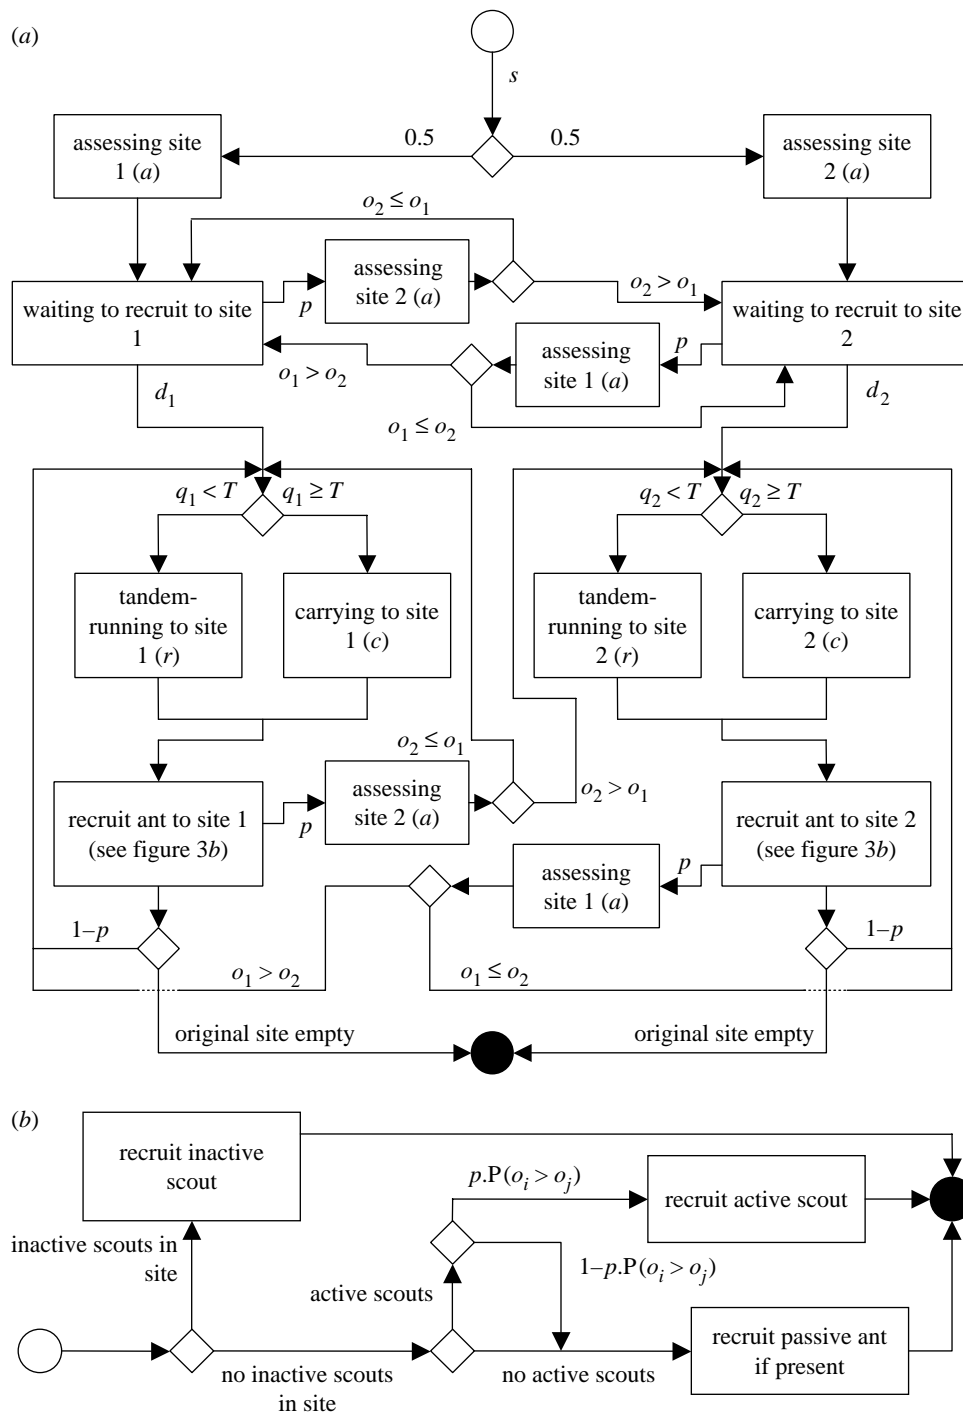 (a)
s
0.5
0.5
assessing site
1 (a)
assessing site
2 (a)
o2 ≤ o1
assessing
site 2 (a)
p
o2 > o1
waiting to recruit to site
1
waiting to recruit to site
2
assessing
site 1 (a)
p
o1 > o2
o1 ≤ o2
d1
d2
q1 < T
q1 ≥ T
q2 < T
q2 ≥ T
tandem-
running to site
1 (r)
carrying to site
1 (c)
tandem-
running to site
2 (r)
carrying to site
2 (c)
o2 ≤ o1
o2 > o1
recruit ant to site 1
(see figure 3b)
p
assessing
site 2 (a)
recruit ant to site 2
(see figure 3b)
p
assessing
site 1 (a)
1–p
1–p
o1 > o2
o1 ≤ o2
original site empty
original site empty
(b)
recruit inactive
scout
p.P(oi > oj)
recruit active scout
inactive scouts in
site
1–p.P(oi > oj)
active scouts
recruit passive ant
if present
no inactive scouts
in site
no active scouts